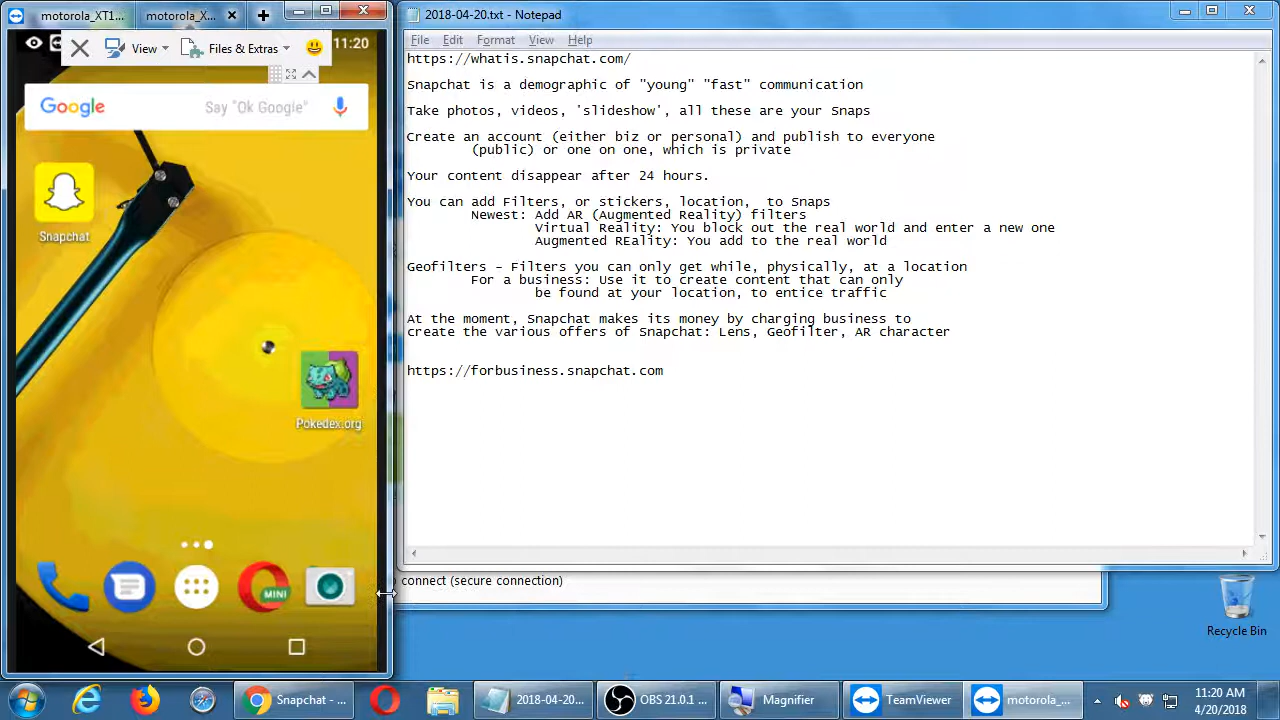 motorola_XT1...
motorola_X...
2018-04-20.txt - Notepad
View
Files & Extras
11:20
File Edit Format View Help
Google
Say "Ok Google"
Snapchat
Pokedex.org
MINI
https://whatis.snapchat.com/
Snapchat is a demographic of "young" "fast" communication
Take photos, videos, 'slideshow', all these are your Snaps
Create an account (either biz or personal) and publish to everyone
(public) or one on one, which is private
Your content disappear after 24 hours.
You can add Filters, or stickers, location, to Snaps
Newest: Add AR (Augmented Reality) filters
Virtual Reality: You block out the real world and enter a new one
Augmented REality: You add to the real world
Geofilters - Filters you can only get while, physically, at a location
For a business: Use it to create content that can only
be found at your location, to entice traffic
At the moment, Snapchat makes its money by charging business to
create the various offers of Snapchat: Lens, Geofilter, AR character
https://forbusiness.snapchat.com
connect (secure connection)
Recycle Bin
Snapchat - ...
2018-04-20...
OBS 21.0.1 ...
Magnifier
TeamViewer
motorola_...
11:20 AM
4/20/2018